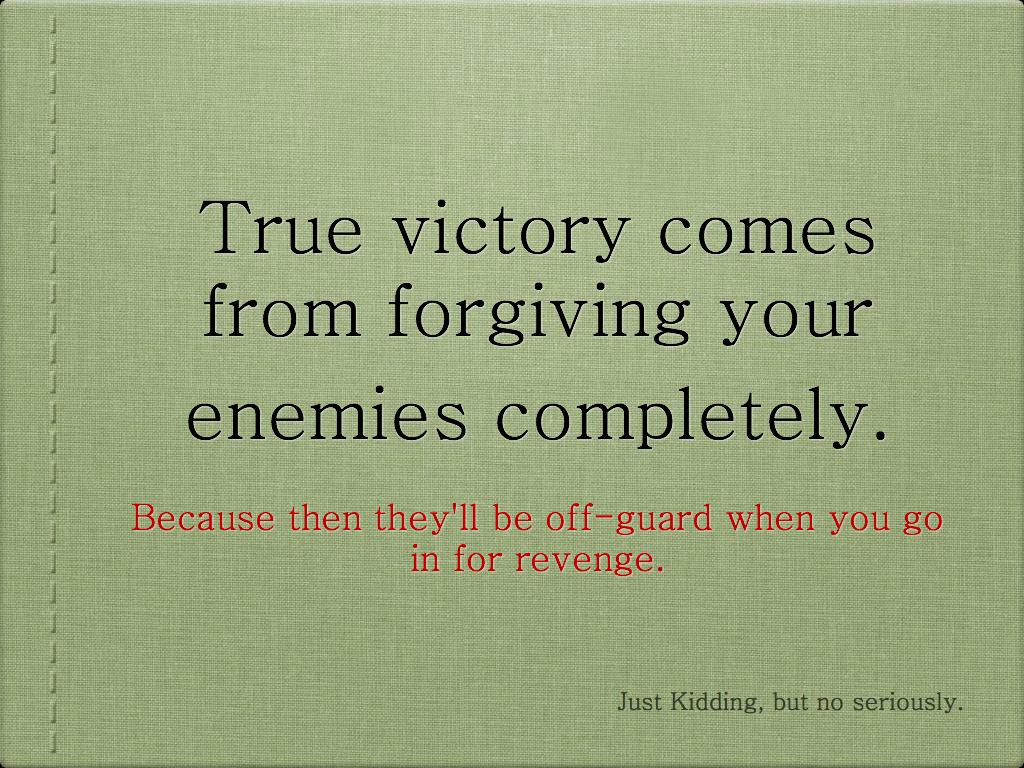 True victory comes
from forgiving your
enemies completely.
Because then they'll be off-guard when you go
in for revenge.
Just Kidding, but no seriously.